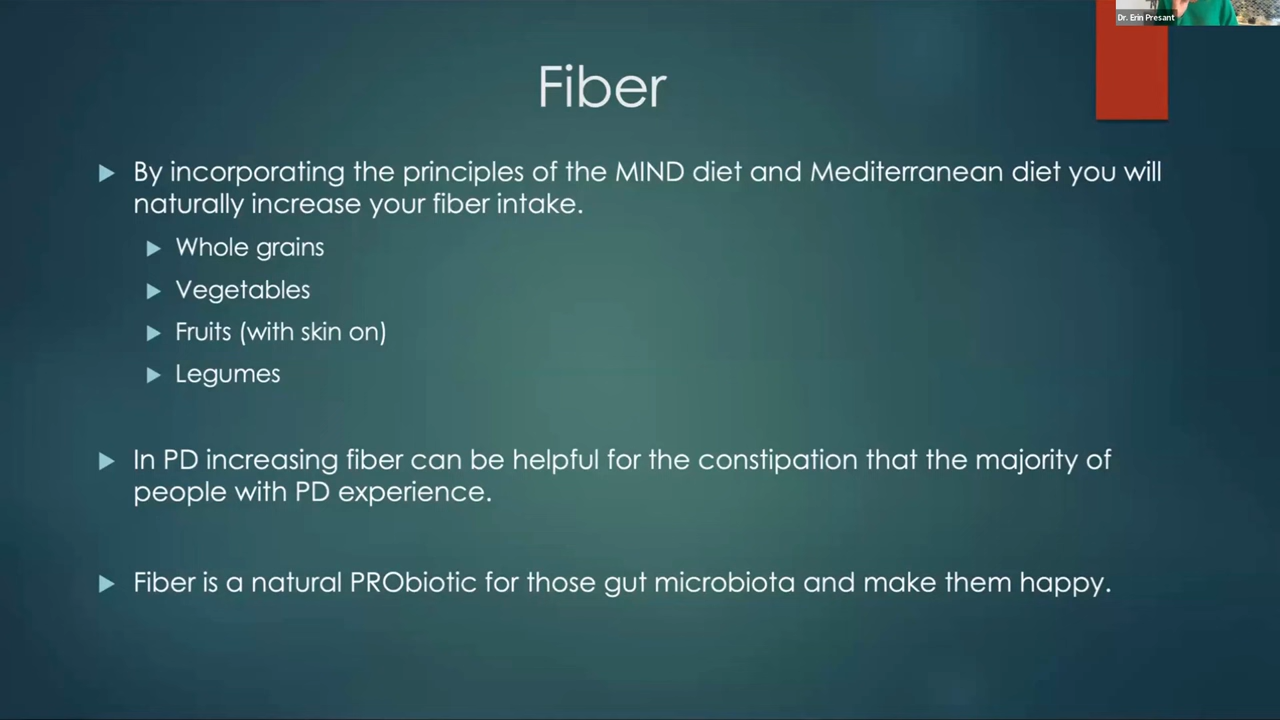 Dr. Erin Presant
Fiber
By incorporating the principles of the MIND diet and Mediterranean diet you will
naturally increase your fiber intake.
Whole grains
Vegetables
Fruits (with skin on)
Legumes
In PD increasing fiber can be helpful for the constipation that the majority of
people with PD experience.
Fiber is a natural PRObiotic for those gut microbiota and make them happy.